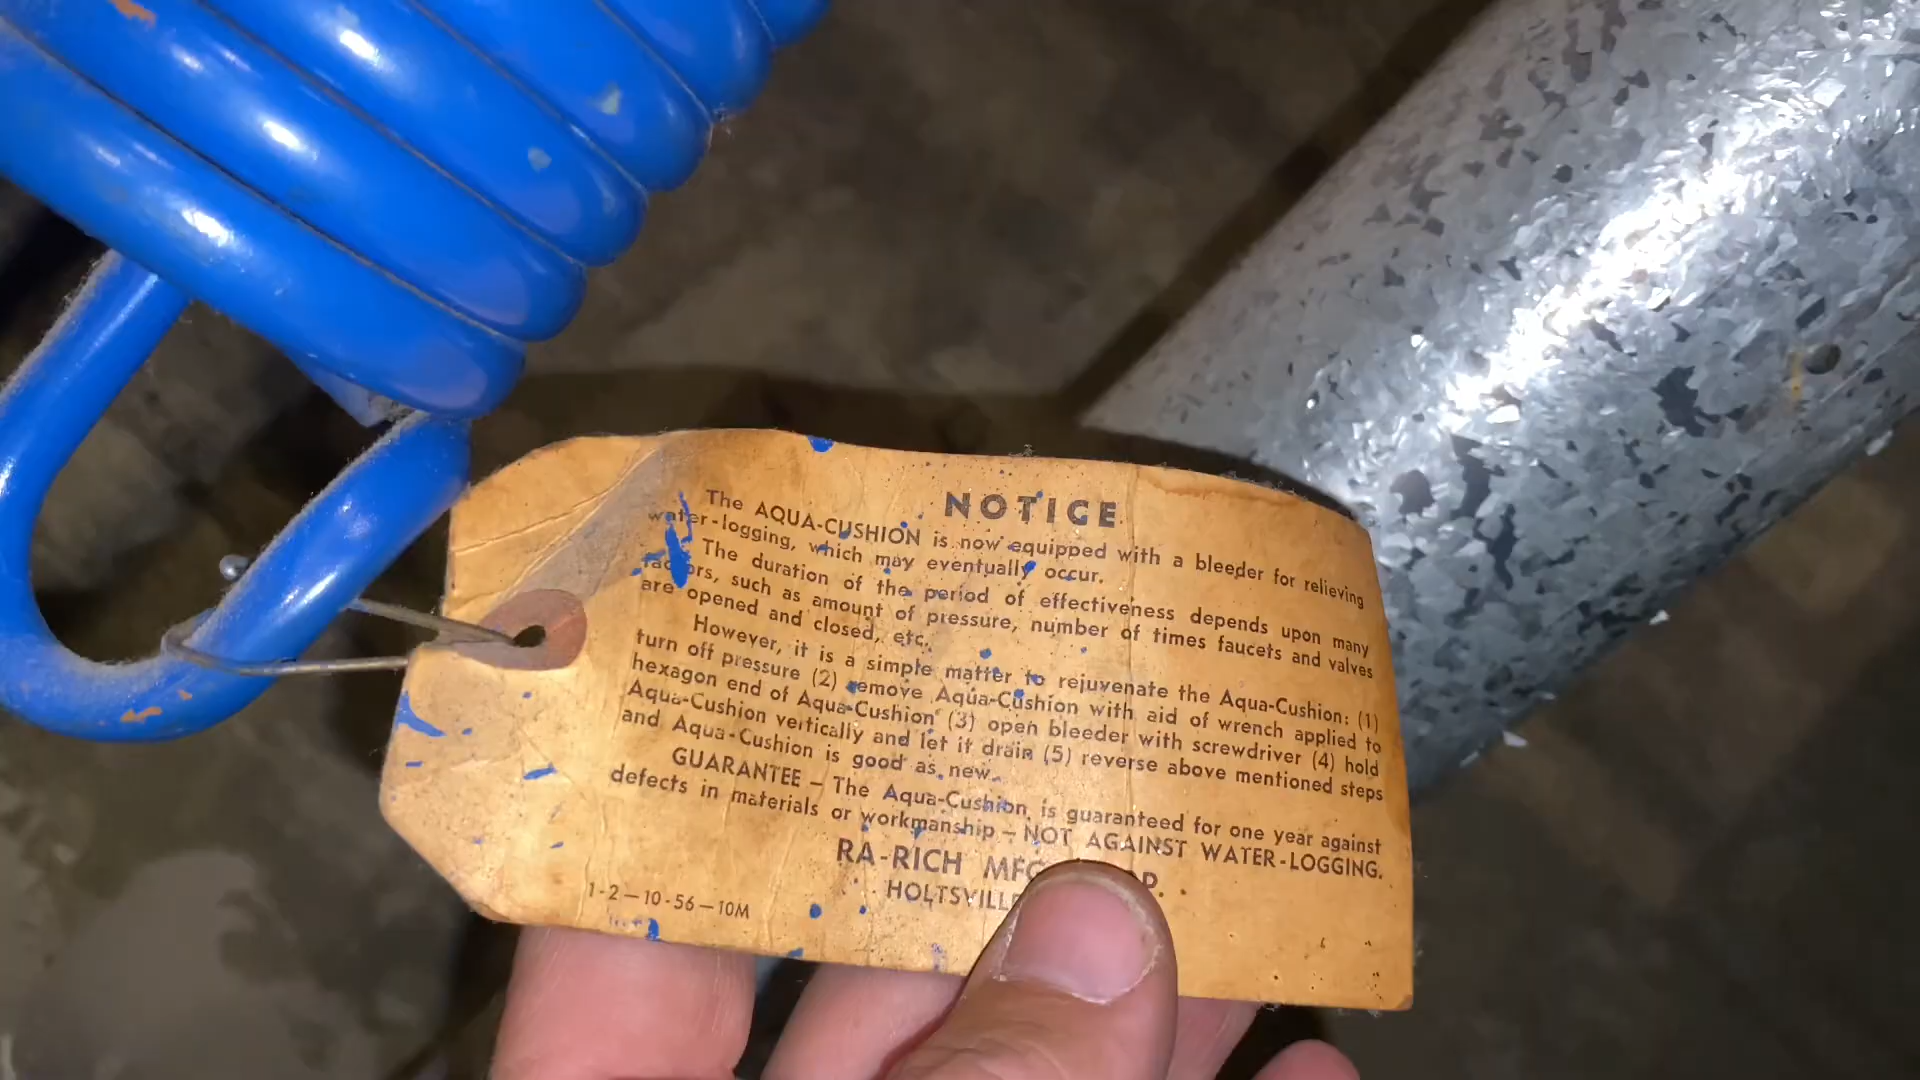 NOTICE
The AQUA-CUSHION is now equipped with a bleeder for relieving
water-logging, which may eventually occur.
The duration of the period of effectiveness depends upon many
factors, such as amount of pressure, number of times faucets and valves
are opened and closed, etc.
However, it is a simple matter to rejuvenate the Aqua-Cushion: (1)
turn off pressure (2) remove Aqua-Cushion with aid of wrench applied to
hexagon end of Aqua-Cushion (3) open bleeder with screwdriver (4) hold
Aqua-Cushion vertically and let it drain (5) reverse above mentioned steps
and Aqua-Cushion is good as new.
GUARANTEE – The Aqua-Cushion is guaranteed for one year against
defects in materials or workmanship – NOT AGAINST WATER-LOGGING.
RA-RICH MFG
HOLTSVILLE
1-2—10-56—10M